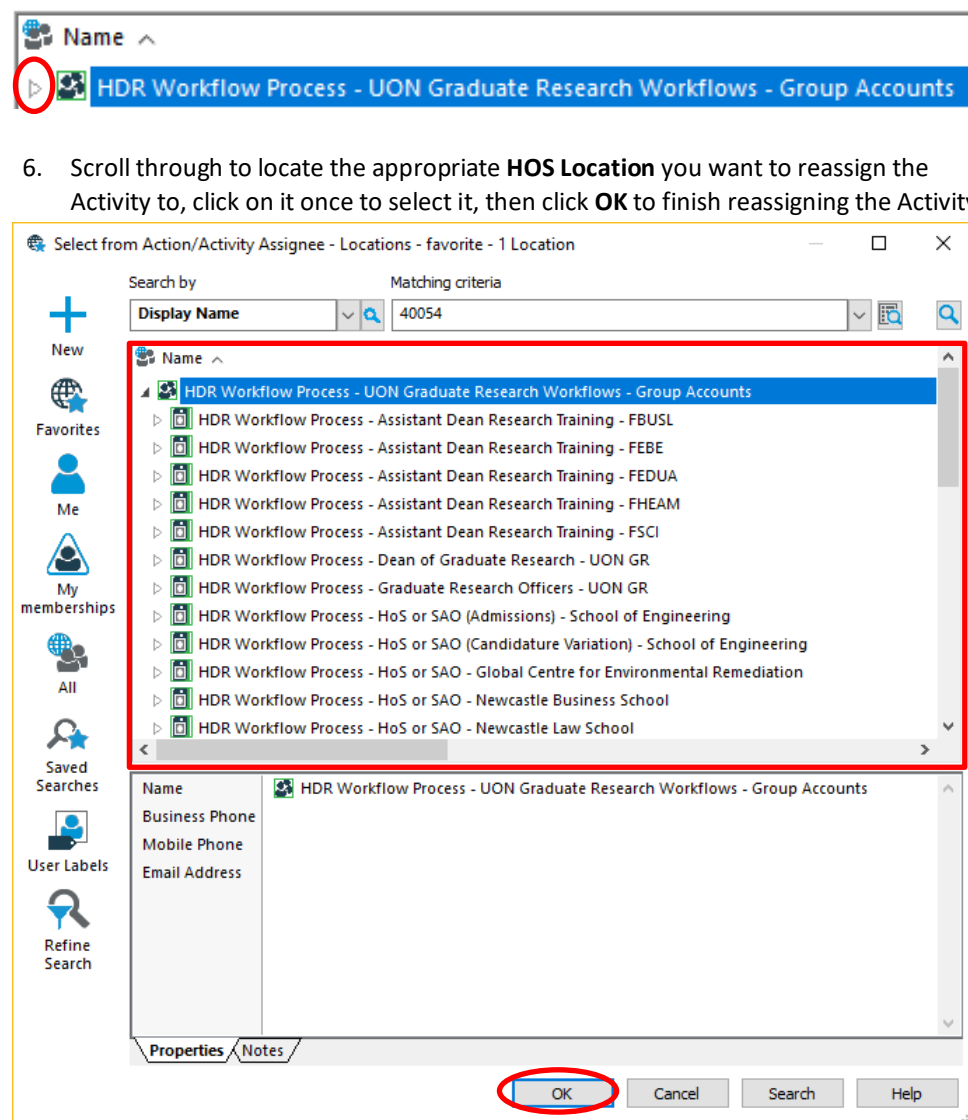 Name
HDR Workflow Process - UON Graduate Research Workflows - Group Accounts
6. Scroll through to locate the appropriate HOS Location you want to reassign the
Activity to, click on it once to select it, then click OK to finish reassigning the Activity
Select from Action/Activity Assignee - Locations - favorite - 1 Location
Search by Matching criteria
Display Name 40054
New
Favorites
Me
My
memberships
All
Saved
Searches
User Labels
Refine
Search
Name
HDR Workflow Process - UON Graduate Research Workflows - Group Accounts
HDR Workflow Process - Assistant Dean Research Training - FBUSL
HDR Workflow Process - Assistant Dean Research Training - FEBE
HDR Workflow Process - Assistant Dean Research Training - FEDUA
HDR Workflow Process - Assistant Dean Research Training - FHEAM
HDR Workflow Process - Assistant Dean Research Training - FSCI
HDR Workflow Process - Dean of Graduate Research - UON GR
HDR Workflow Process - Graduate Research Officers - UON GR
HDR Workflow Process - HoS or SAO (Admissions) - School of Engineering
HDR Workflow Process - HoS or SAO (Candidature Variation) - School of Engineering
HDR Workflow Process - HoS or SAO - Global Centre for Environmental Remediation
HDR Workflow Process - HoS or SAO - Newcastle Business School
HDR Workflow Process - HoS or SAO - Newcastle Law School
Name HDR Workflow Process - UON Graduate Research Workflows - Group Accounts
Business Phone
Mobile Phone
Email Address
Properties Notes
OK Cancel Search Help